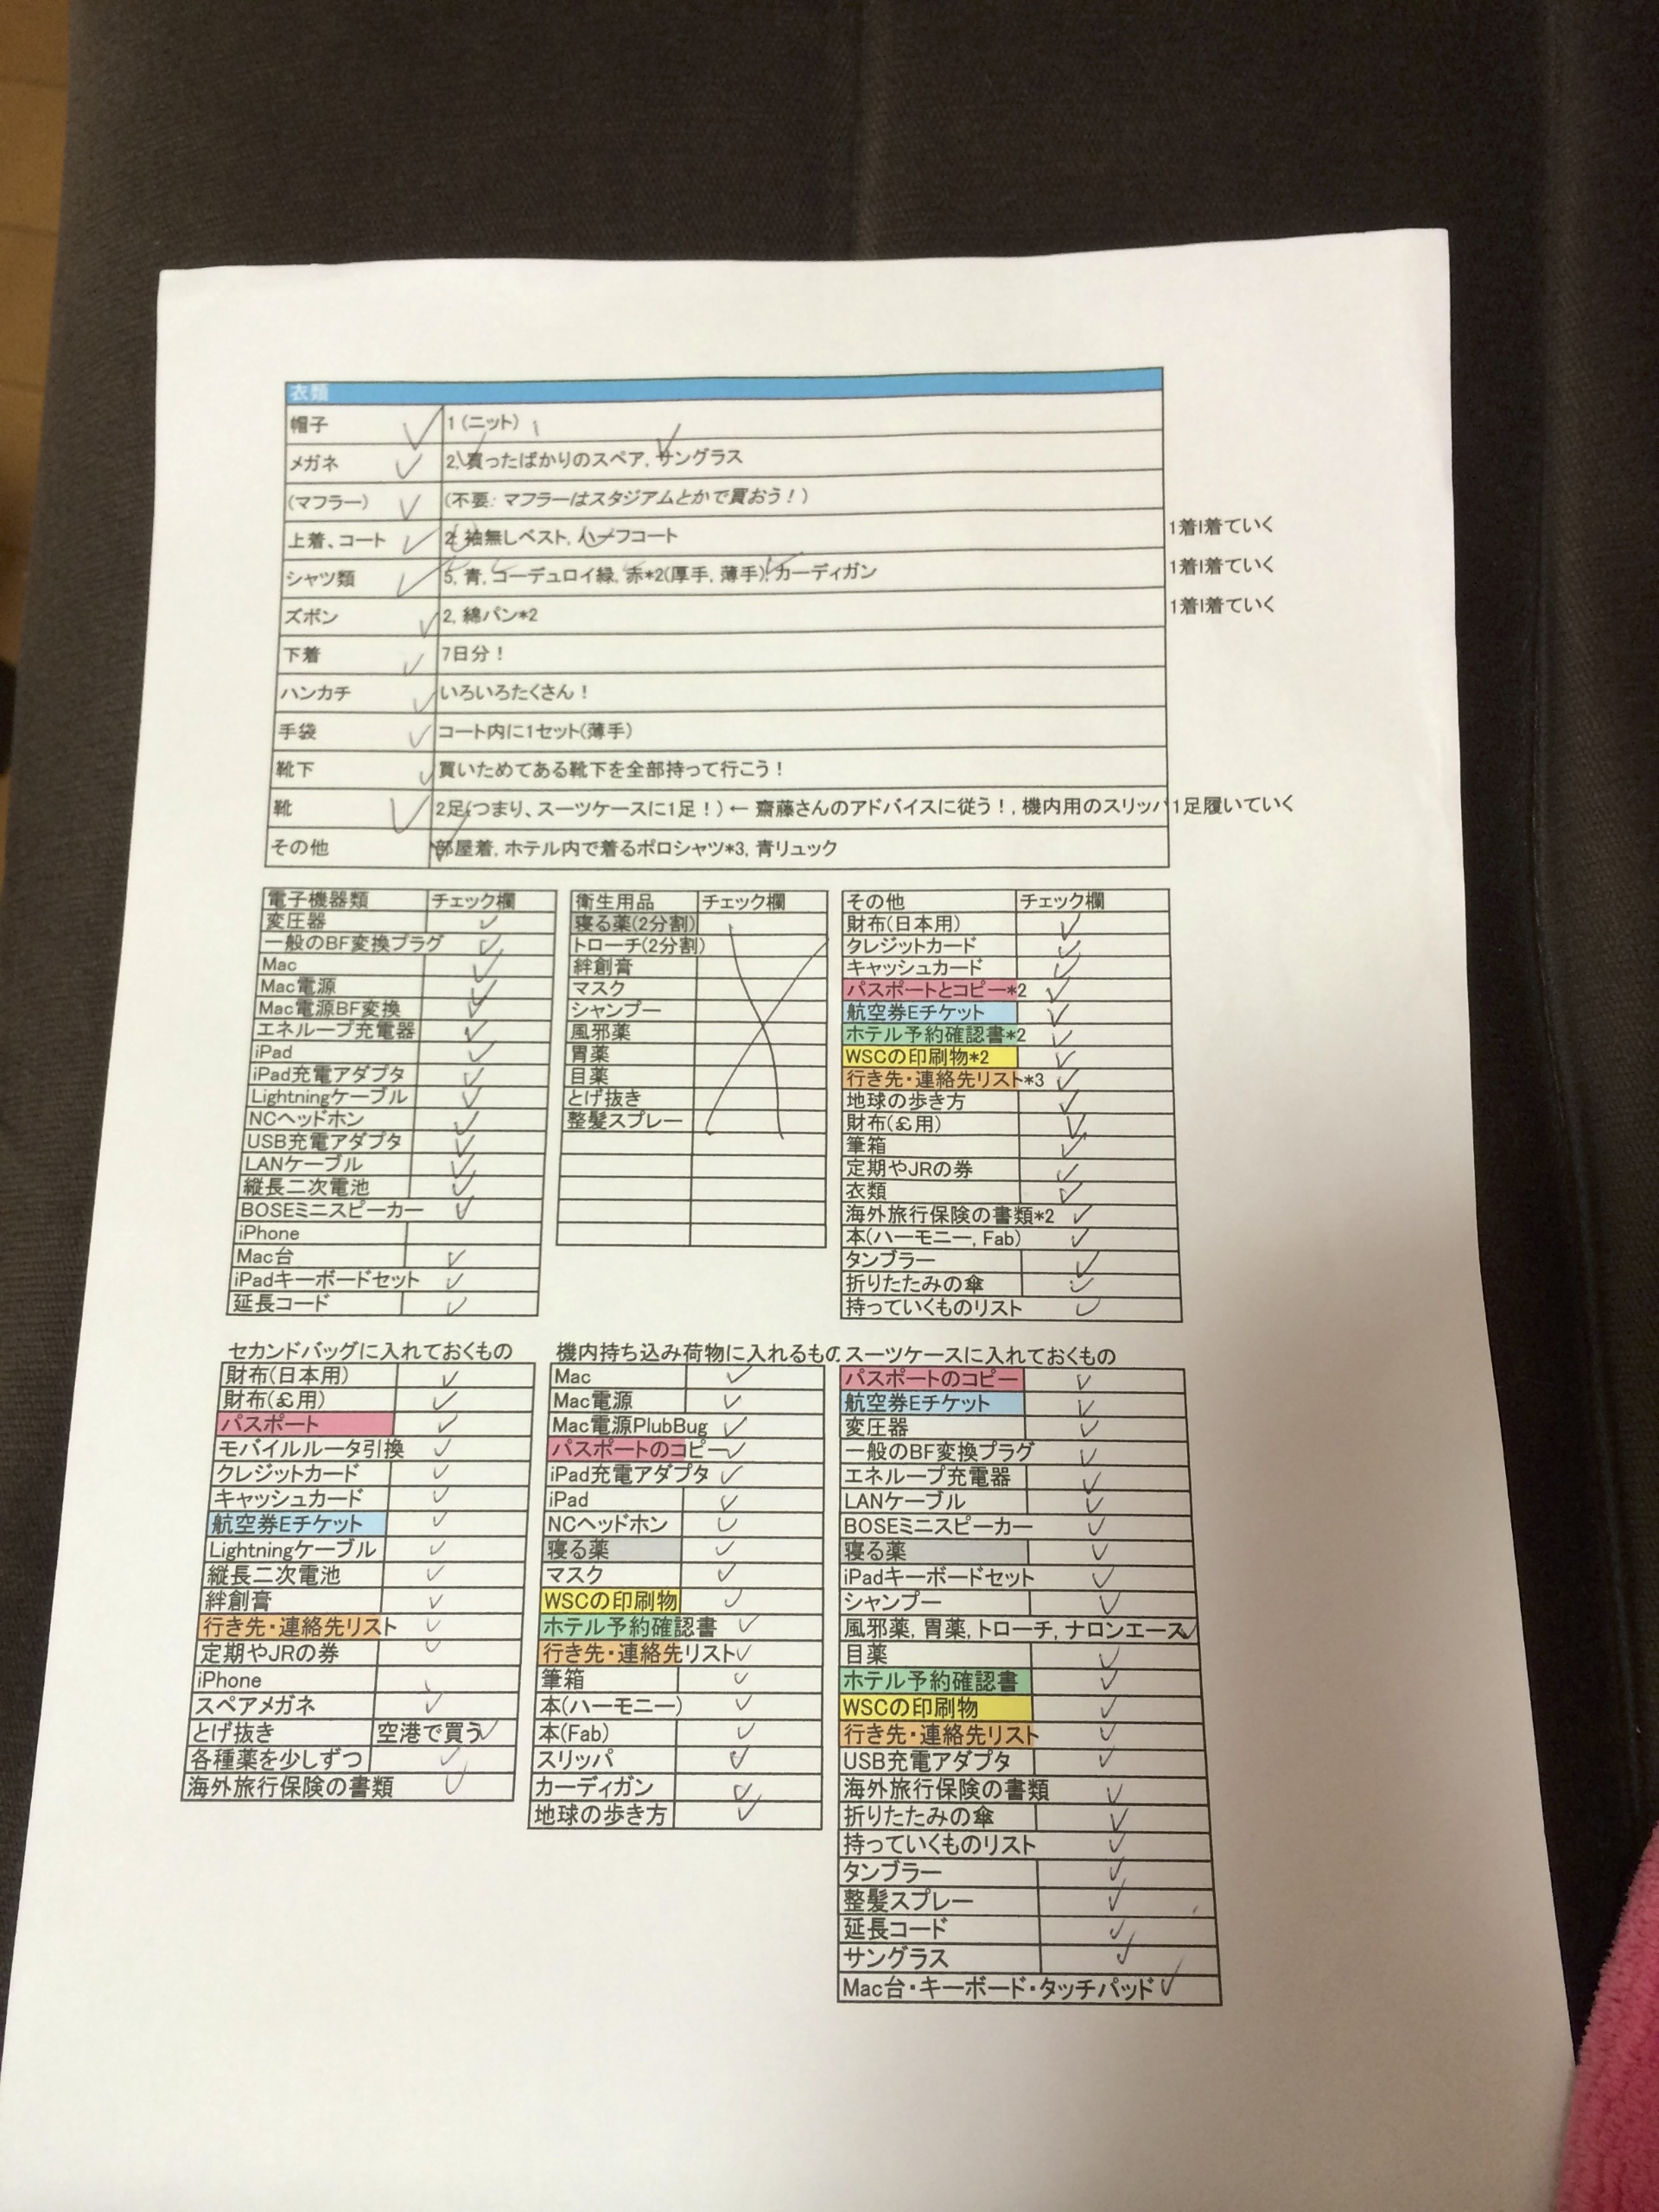 衣類
帽子 1 (ニット)
メガネ 2, 買ったばかりのスペア, サングラス
(マフラー) (不要: マフラーはスタジアムとかで買おう！)
上着、コート 2, 袖無しベスト, ハーフコート 1着着ていく
シャツ類 5, 青, コーデュロイ緑, 赤*2(厚手, 薄手), カーディガン 1着着ていく
ズボン 2, 綿パン*2 1着着ていく
下着 7日分！
ハンカチ いろいろたくさん！
手袋 コート内に1セット(薄手)
靴下 買いためてある靴下を全部持って行こう！
靴 2足(つまり、スーツケースに1足！) ← 齋藤さんのアドバイスに従う！, 機内用のスリッパ 1足履いていく
その他 部屋着, ホテル内で着るポロシャツ*3, 青リュック
電子機器類 チェック欄
変圧器
一般のBF変換プラグ
Mac
Mac電源
Mac電源BF変換
エネループ充電器
iPad
iPad充電アダプタ
Lightningケーブル
NCヘッドホン
USB充電アダプタ
LANケーブル
縦長二次電池
BOSEミニスピーカー
iPhone
Mac台
iPadキーボードセット
延長コード
衛生用品 チェック欄
寝る薬(2分割)
トローチ(2分割)
絆創膏
マスク
シャンプー
風邪薬
胃薬
目薬
とげ抜き
整髪スプレー
その他 チェック欄
財布(日本用)
クレジットカード
キャッシュカード
パスポートとコピー*2
航空券Eチケット
ホテル予約確認書*2
WSCの印刷物*2
行き先・連絡先リスト*3
地球の歩き方
財布(£用)
筆箱
定期やJRの券
衣類
海外旅行保険の書類*2
本(ハーモニー, Fab)
タンブラー
折りたたみの傘
持っていくものリスト
セカンドバッグに入れておくもの
財布(日本用)
財布(£用)
パスポート
モバイルルータ引換
クレジットカード
キャッシュカード
航空券Eチケット
Lightningケーブル
縦長二次電池
絆創膏
行き先・連絡先リスト
定期やJRの券
iPhone
スペアメガネ
とげ抜き 空港で買う
各種薬を少しずつ
海外旅行保険の書類
機内持ち込み荷物に入れるもの
Mac
Mac電源
Mac電源PlubBug
パスポートのコピー
iPad充電アダプタ
iPad
NCヘッドホン
寝る薬
マスク
WSCの印刷物
ホテル予約確認書
行き先・連絡先リスト
筆箱
本(ハーモニー)
本(Fab)
スリッパ
カーディガン
地球の歩き方
スーツケースに入れておくもの
パスポートのコピー
航空券Eチケット
変圧器
一般のBF変換プラグ
エネループ充電器
LANケーブル
BOSEミニスピーカー
寝る薬
iPadキーボードセット
シャンプー
風邪薬, 胃薬, トローチ, ナロンエース
目薬
ホテル予約確認書
WSCの印刷物
行き先・連絡先リスト
USB充電アダプタ
海外旅行保険の書類
折りたたみの傘
持っていくものリスト
タンブラー
整髪スプレー
延長コード
サングラス
Mac台・キーボード・タッチパッド